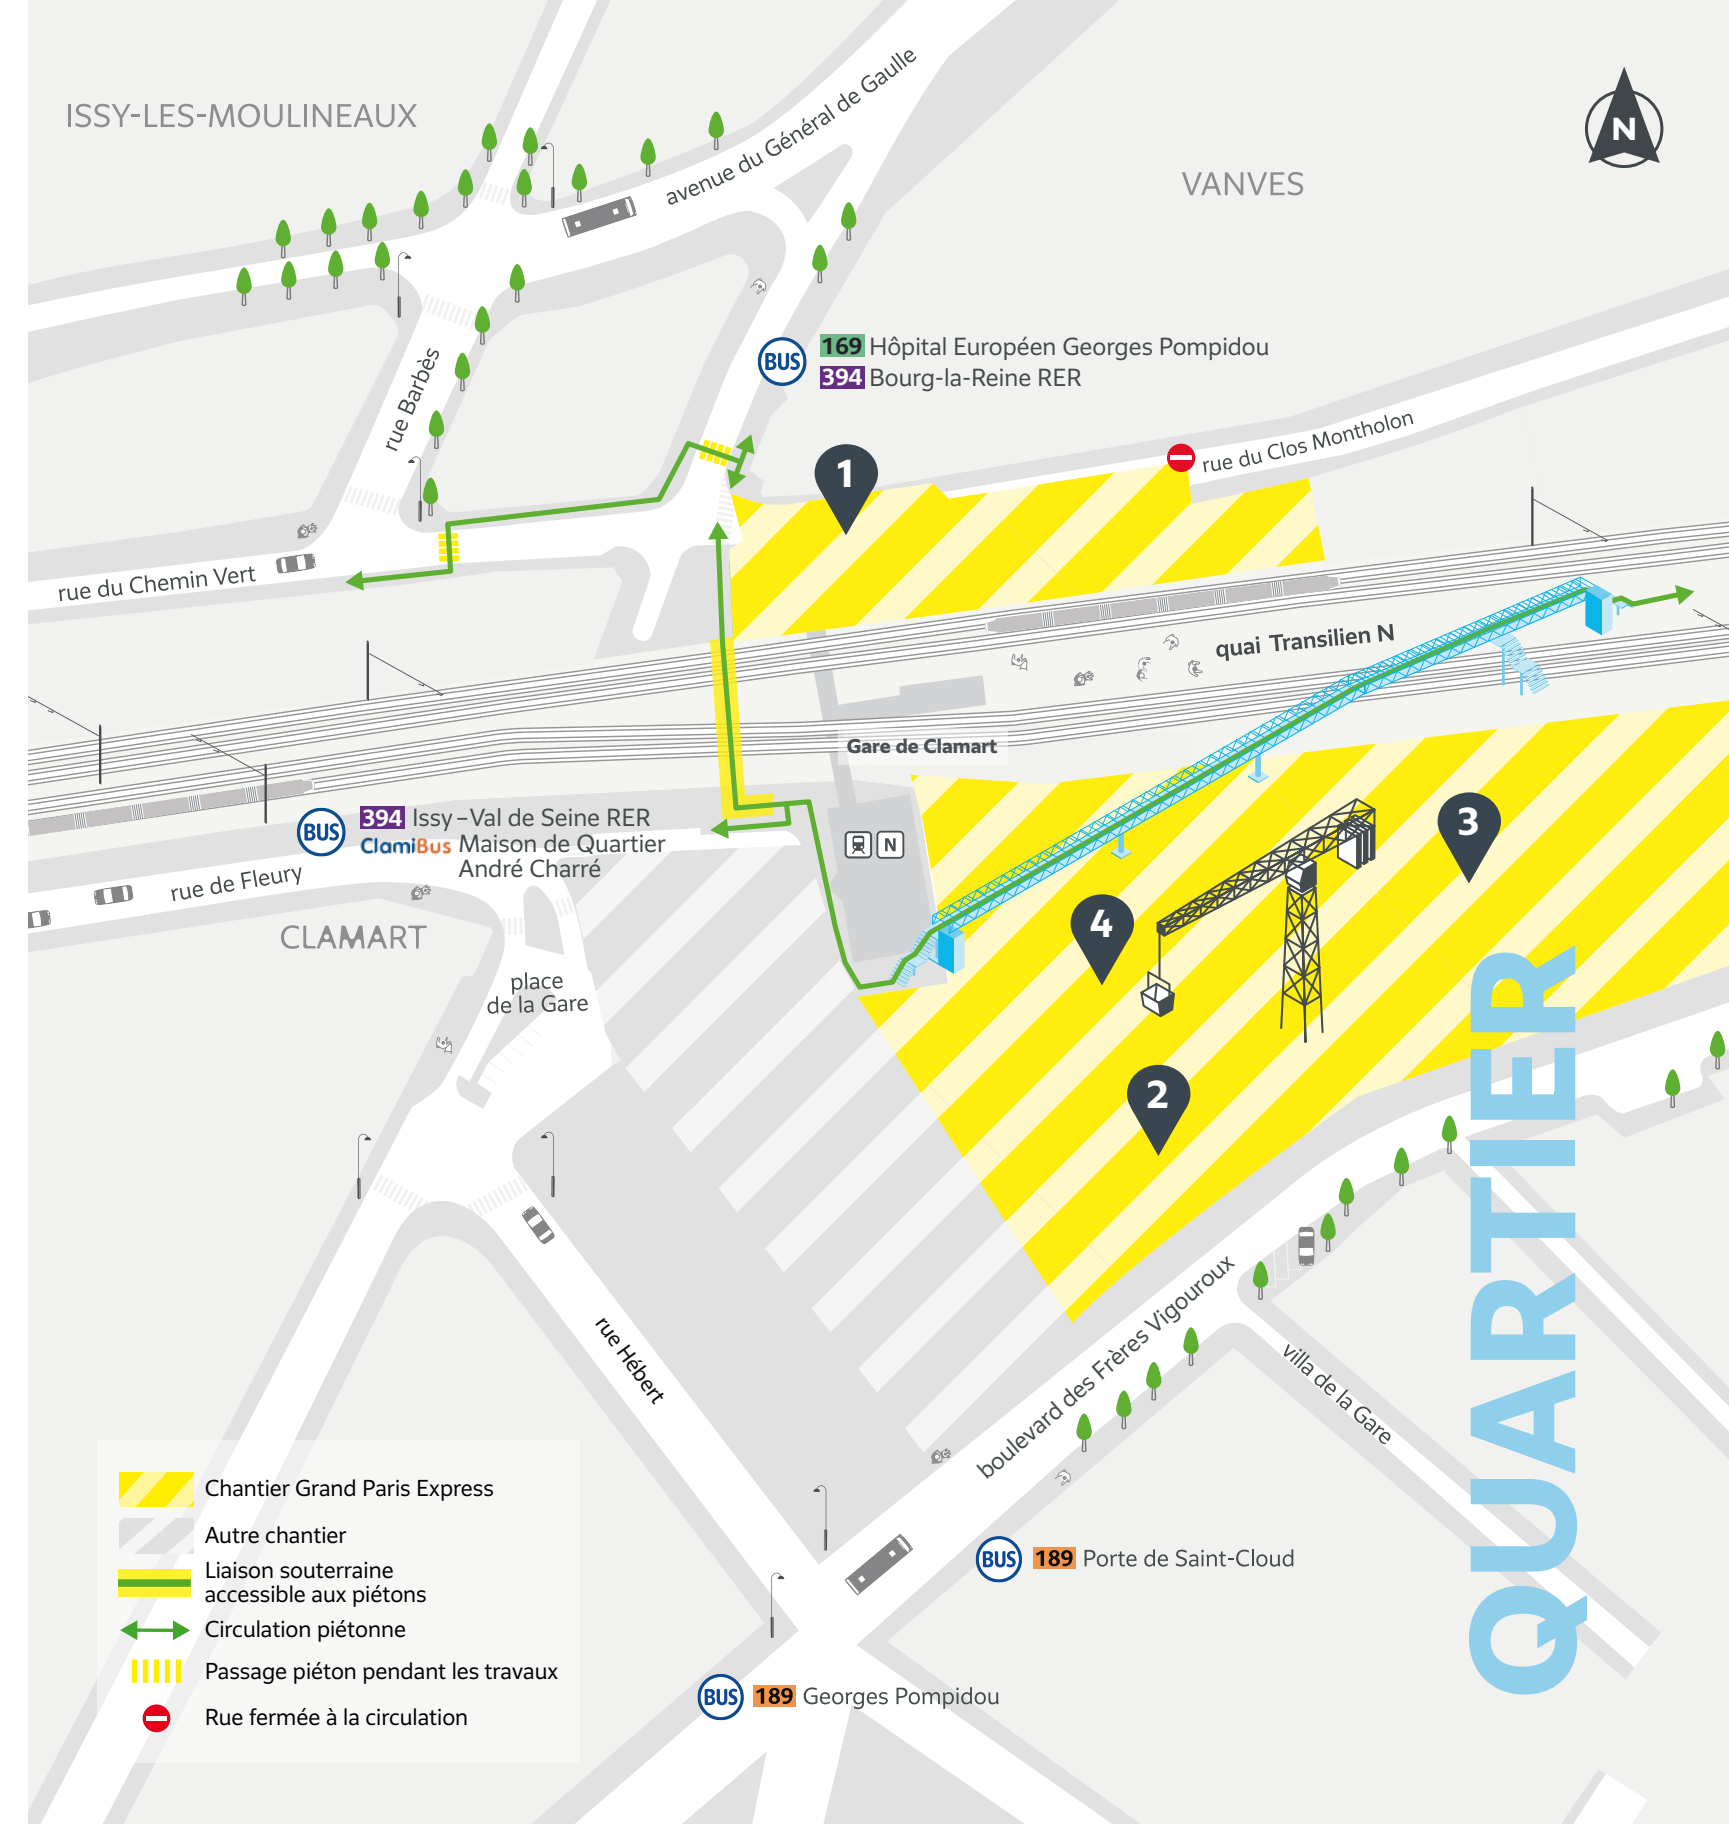 ISSY-LES-MOULINEAUX
avenue du Général de Gaulle
N
VANVES
BUS
169 Hôpital Européen Georges Pompidou
394 Bourg-la-Reine RER
rue Barbès
1
rue du Clos Montholon
rue du Chemin Vert
quai Transilien N
Gare de Clamart
BUS
394 Issy–Val de Seine RER
ClamiBus Maison de Quartier
André Charré
N
3
rue de Fleury
4
CLAMART
place
de la Gare
2
QUARTIER
rue Hébert
boulevard des Frères Vigouroux
villa de la Gare
Chantier Grand Paris Express
Autre chantier
Liaison souterraine
accessible aux piétons
Circulation piétonne
Passage piéton pendant les travaux
Rue fermée à la circulation
BUS 189 Porte de Saint-Cloud
BUS 189 Georges Pompidou